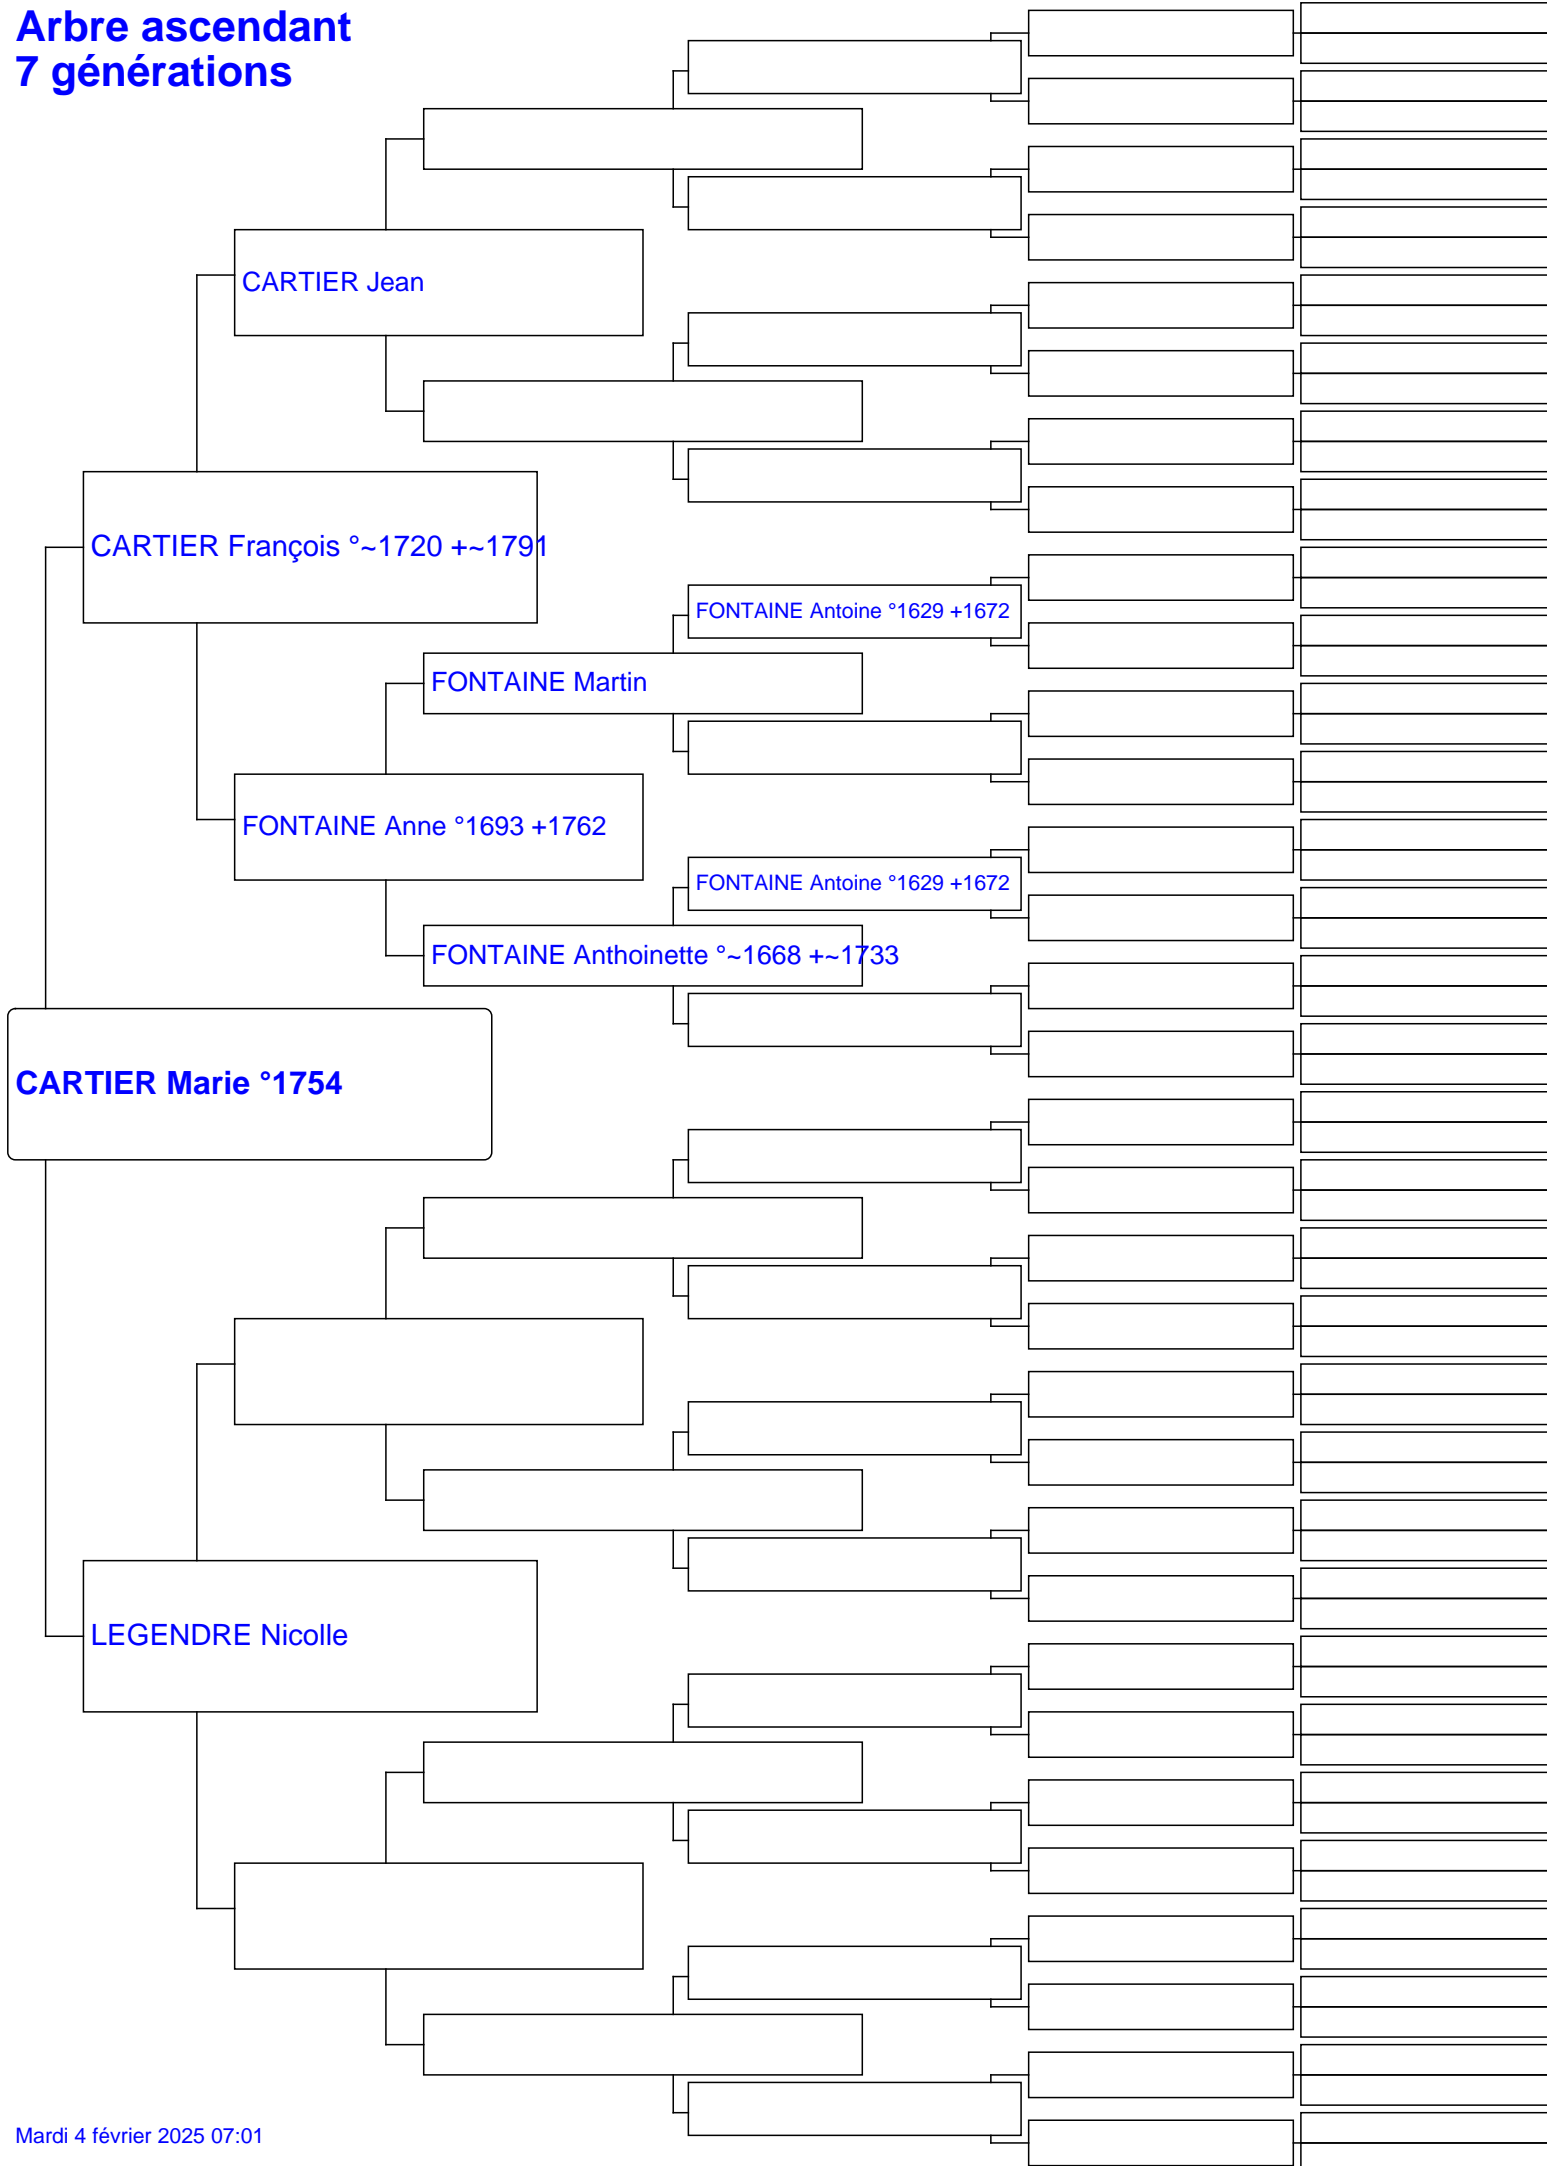 Arbre ascendant
7 générations
CARTIER Jean
CARTIER François °~1720 +~1791
FONTAINE Antoine °1629 +1672
FONTAINE Martin
FONTAINE Anne °1693 +1762
FONTAINE Antoine °1629 +1672
FONTAINE Anthoinette °~1668 +~1733
CARTIER Marie °1754
LEGENDRE Nicolle
Mardi 4 février 2025 07:01